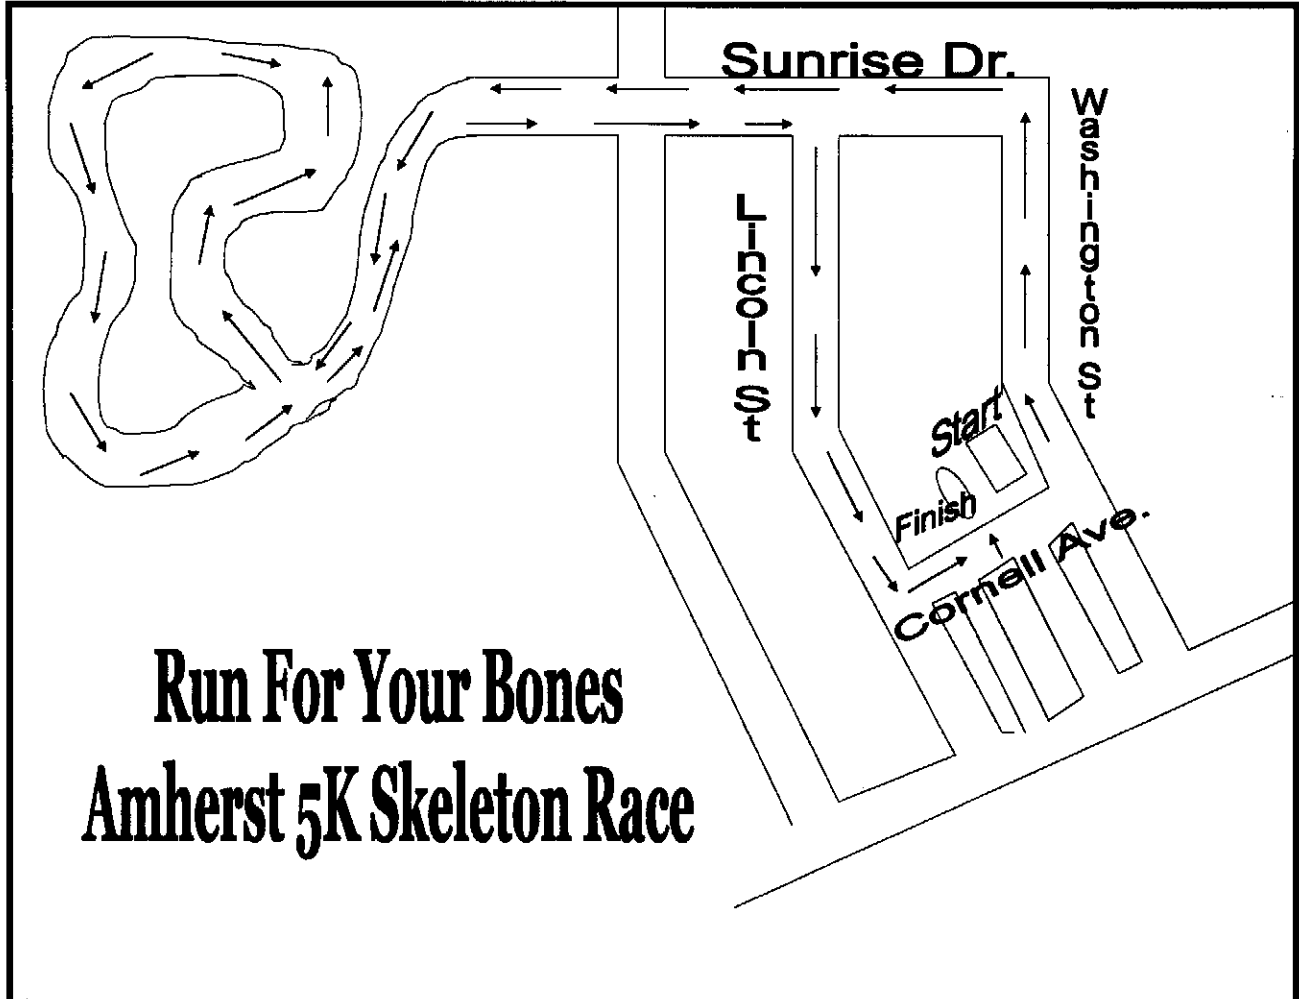 Sunrise Dr.
Washington St
Lincoln St
Start
Finish
Cornell Ave.
Run For Your Bones
Amherst 5K Skeleton Race